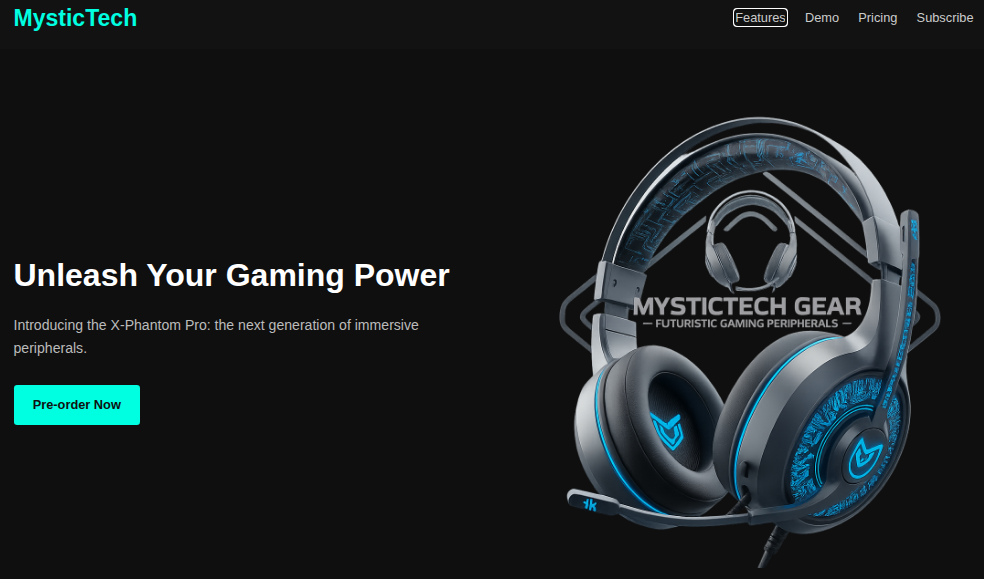 MysticTech
Features Demo Pricing Subscribe
Unleash Your Gaming Power
Introducing the X-Phantom Pro: the next generation of immersive
peripherals.
Pre-order Now
MYSTICTECH GEAR
— FUTURISTIC GAMING PERIPHERALS —